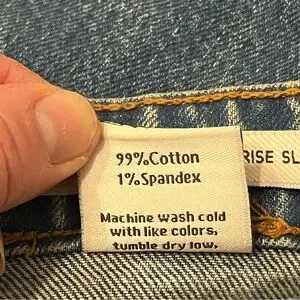 99%Cotton
1%Spandex
RISE SL
Machine wash cold
with like colors,
tumble dry low.